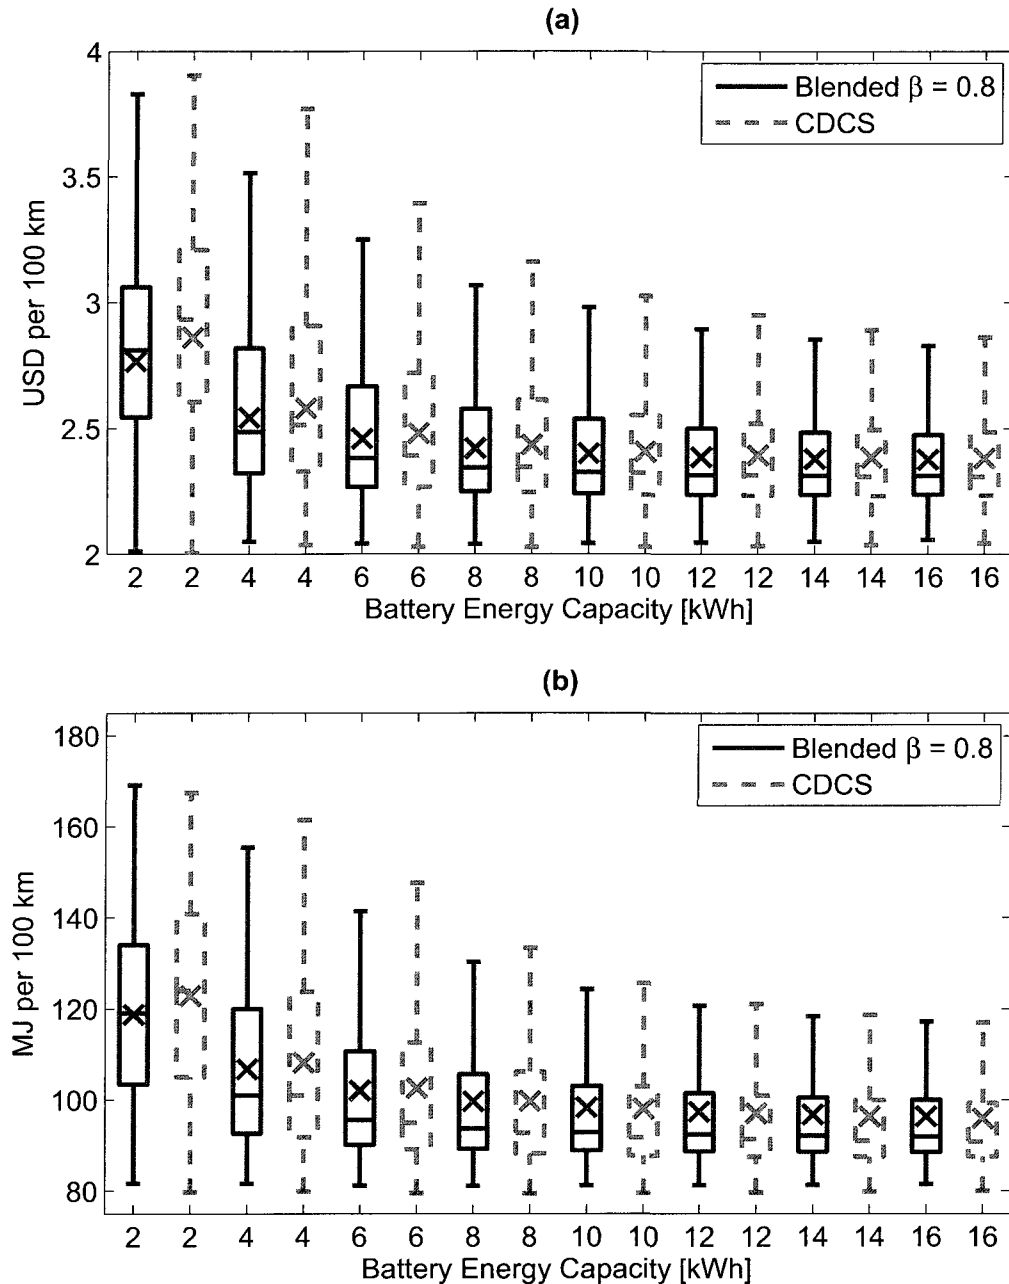 (a)
4
3.5
3
2.5
2
USD per 100 km
Blended β = 0.8
CDCS
2 2 4 4 6 6 8 8 10 10 12 12 14 14 16 16
Battery Energy Capacity [kWh]
(b)
180
160
140
120
100
80
MJ per 100 km
Blended β = 0.8
CDCS
2 2 4 4 6 6 8 8 10 10 12 12 14 14 16 16
Battery Energy Capacity [kWh]